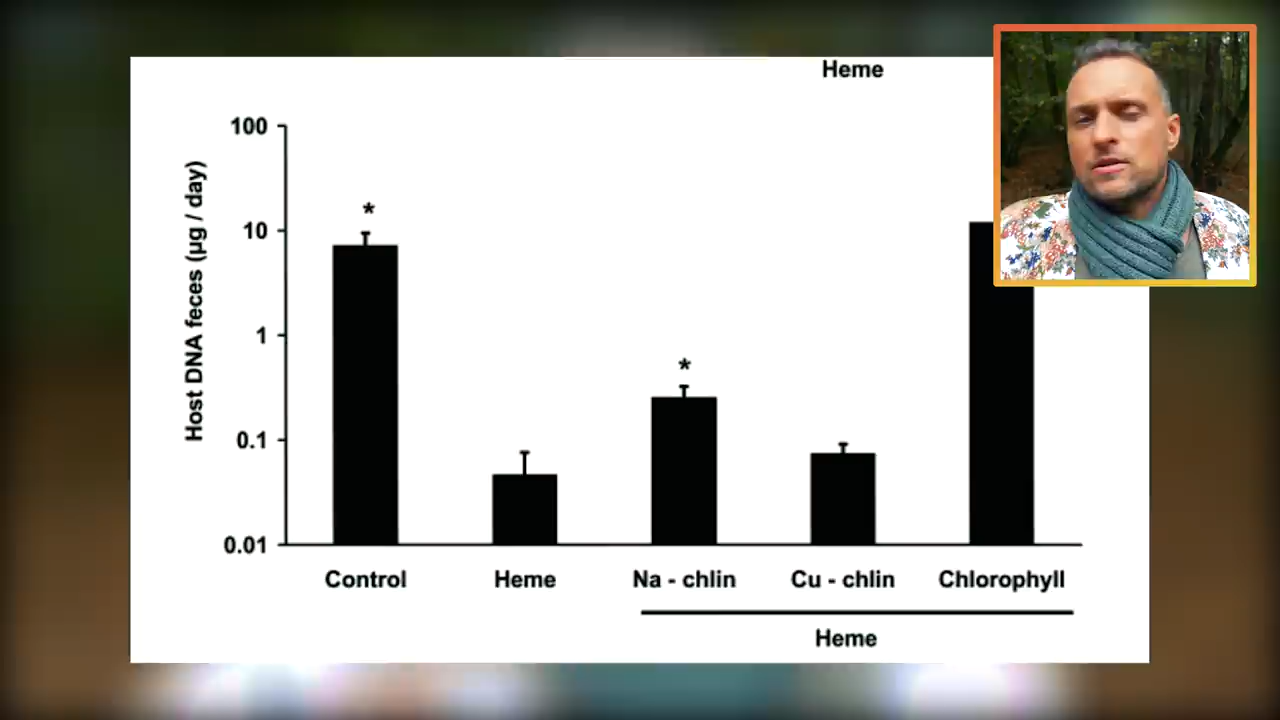 Heme
Host DNA feces (µg / day)
100
10
1
0.1
0.01
*
*
Control
Heme
Na - chlin
Cu - chlin
Chlorophyll
Heme